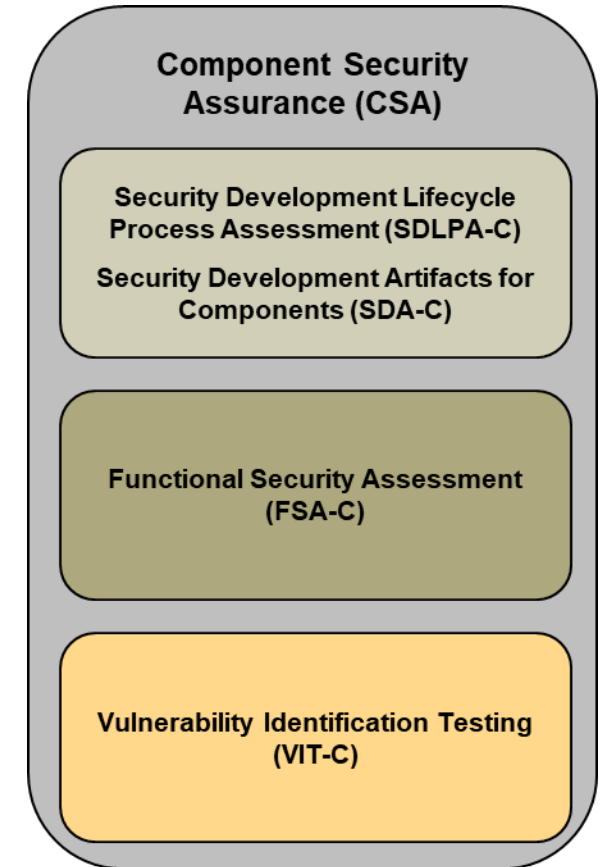 Component Security
Assurance (CSA)
Security Development Lifecycle
Process Assessment (SDLPA-C)
Security Development Artifacts for
Components (SDA-C)
Functional Security Assessment
(FSA-C)
Vulnerability Identification Testing
(VIT-C)